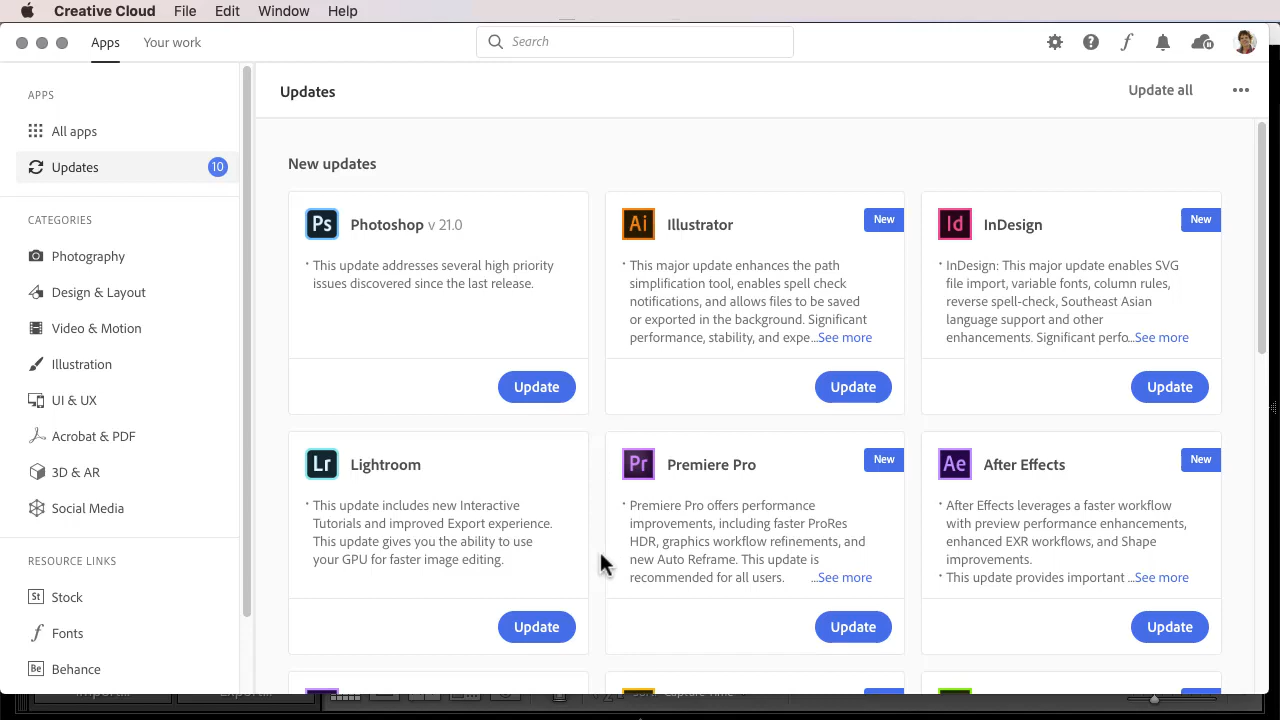 Creative Cloud File Edit Window Help
Apps Your work
Search
APPS
All apps
Updates 10
CATEGORIES
Photography
Design & Layout
Video & Motion
Illustration
UI & UX
Acrobat & PDF
3D & AR
Social Media
RESOURCE LINKS
St Stock
Fonts
Be Behance
Updates
Update all
New updates
Ps Photoshop v 21.0
• This update addresses several high priority
issues discovered since the last release.
Update
Ai Illustrator New
• This major update enhances the path
simplification tool, enables spell check
notifications, and allows files to be saved
or exported in the background. Significant
performance, stability, and expe...See more
Update
Id InDesign New
• InDesign: This major update enables SVG
file import, variable fonts, column rules,
reverse spell-check, Southeast Asian
language support and other
enhancements. Significant perfo...See more
Update
Lr Lightroom
• This update includes new Interactive
Tutorials and improved Export experience.
This update gives you the ability to use
your GPU for faster image editing.
Update
Pr Premiere Pro New
• Premiere Pro offers performance
improvements, including faster ProRes
HDR, graphics workflow refinements, and
new Auto Reframe. This update is
recommended for all users. ...See more
Update
Ae After Effects New
• After Effects leverages a faster workflow
with preview performance enhancements,
enhanced EXR workflows, and Shape
improvements.
• This update provides important ...See more
Update